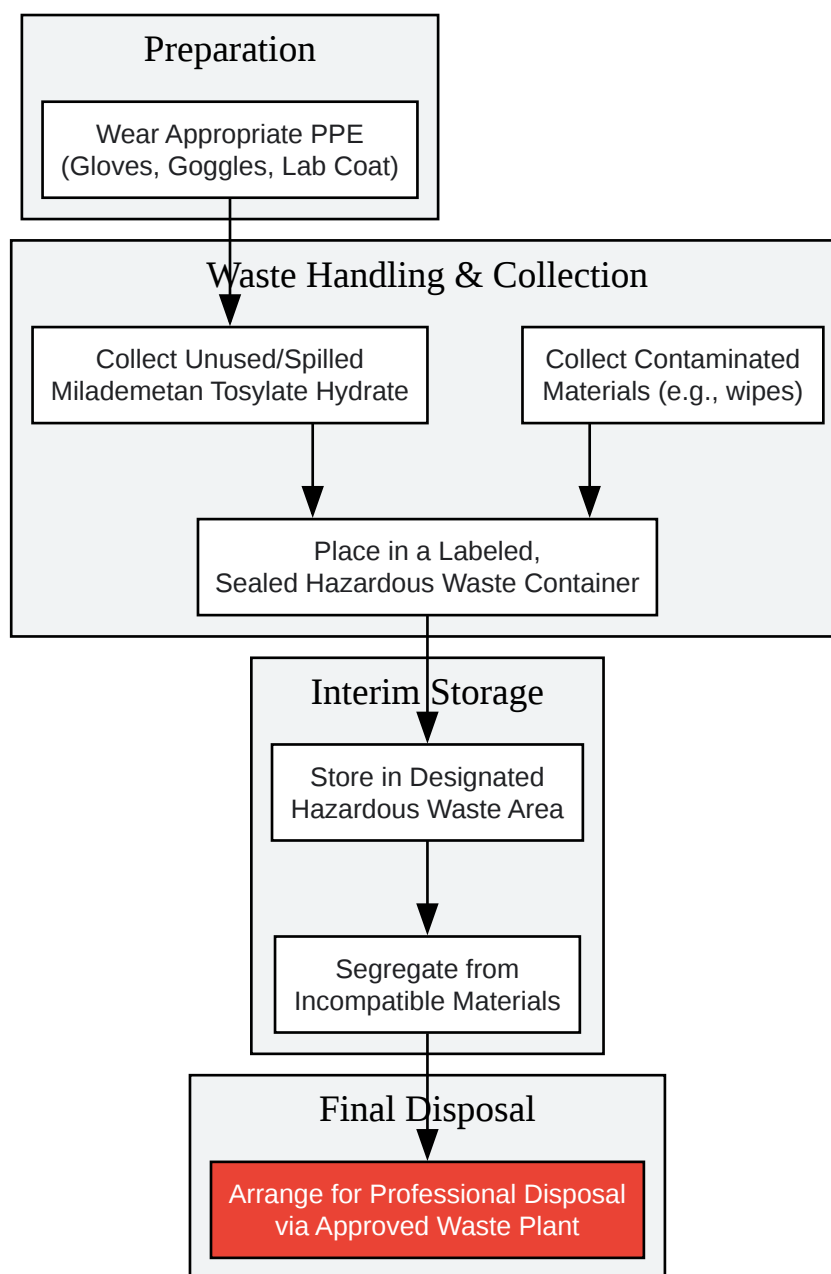 Preparation
Wear Appropriate PPE
(Gloves, Goggles, Lab Coat)
Waste Handling & Collection
Collect Unused/Spilled
Milademetan Tosylate Hydrate
Collect Contaminated
Materials (e.g., wipes)
Place in a Labeled,
Sealed Hazardous Waste Container
Interim Storage
Store in Designated
Hazardous Waste Area
Segregate from
Incompatible Materials
Final Disposal
Arrange for Professional Disposal
via Approved Waste Plant